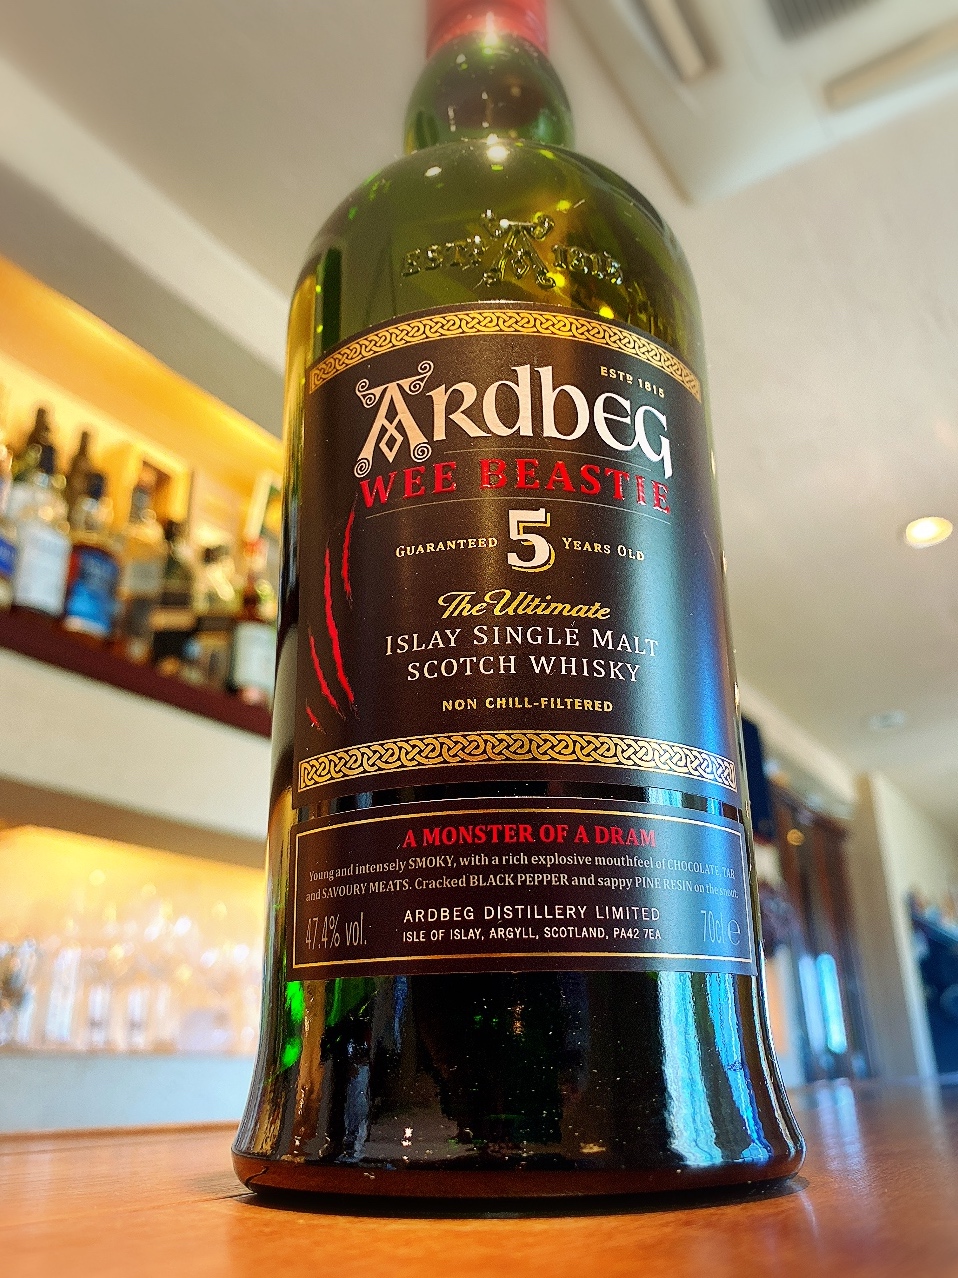 ESTD 1815
ARDBEG
ESTD 1815
WEE BEASTIE
GUARANTEED 5 YEARS OLD
The Ultimate
ISLAY SINGLE MALT
SCOTCH WHISKY
NON CHILL-FILTERED
A MONSTER OF A DRAM
Young and intensely SMOKY, with a rich explosive mouthfeel of CHOCOLATE, TAR
and SAVOURY MEATS. Cracked BLACK PEPPER and sappy PINE RESIN on the snout.
47.4% vol. ARDBEG DISTILLERY LIMITED 70cl e
ISLE OF ISLAY, ARGYLL, SCOTLAND, PA42 7EA